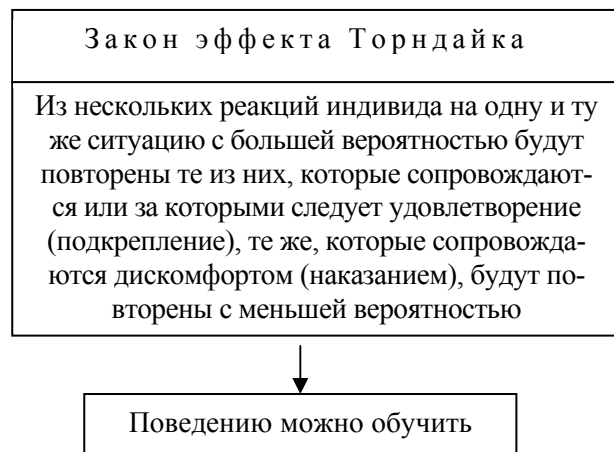 Закон эффекта Торндайка
Из нескольких реакций индивида на одну и ту
же ситуацию с большей вероятностью будут
повторены те из них, которые сопровождают-
ся или за которыми следует удовлетворение
(подкрепление), те же, которые сопровожда-
ются дискомфортом (наказанием), будут по-
вторены с меньшей вероятностью
Поведению можно обучить